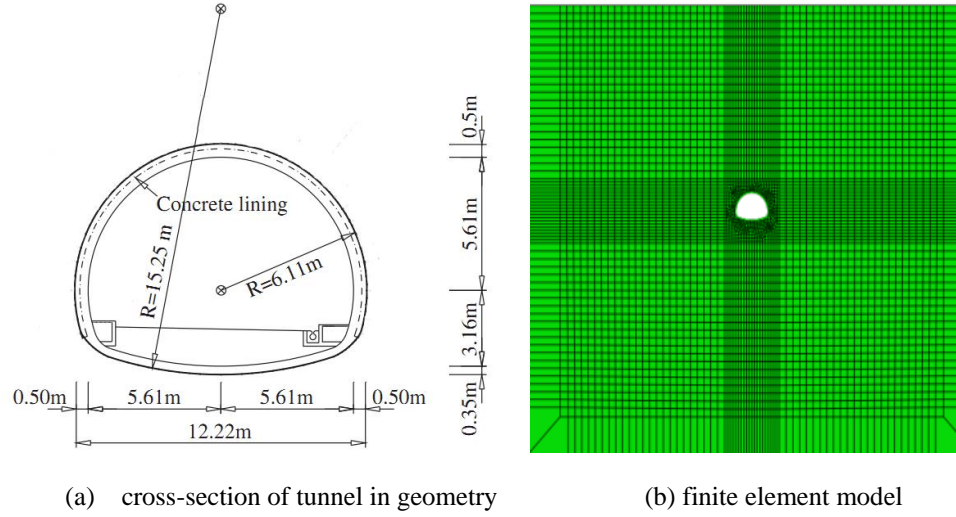 0.5m
5.61m
3.16m
0.35m
Concrete lining
R=15.25 m
R=6.11m
0.50m
5.61m
5.61m
0.50m
12.22m
(a) cross-section of tunnel in geometry
(b) finite element model